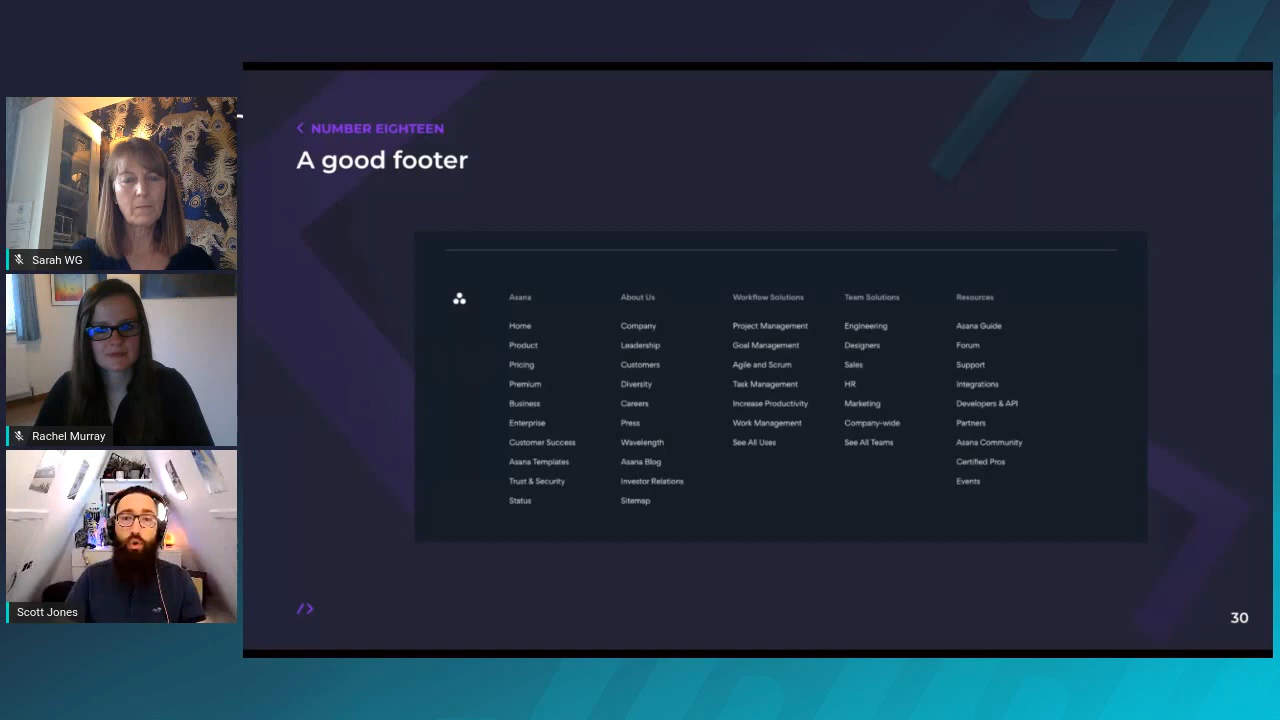 Sarah WG
Rachel Murray
Scott Jones
NUMBER EIGHTEEN
A good footer
Asana
Home
Product
Pricing
Premium
Business
Enterprise
Customer Success
Asana Templates
Trust & Security
Status
About Us
Company
Leadership
Customers
Diversity
Careers
Press
Wavelength
Asana Blog
Investor Relations
Sitemap
Workflow Solutions
Project Management
Goal Management
Agile and Scrum
Task Management
Increase Productivity
Work Management
See All Uses
Team Solutions
Engineering
Designers
Sales
HR
Marketing
Company-wide
See All Teams
Resources
Asana Guide
Forum
Support
Integrations
Developers & API
Partners
Asana Community
Certified Pros
Events
30